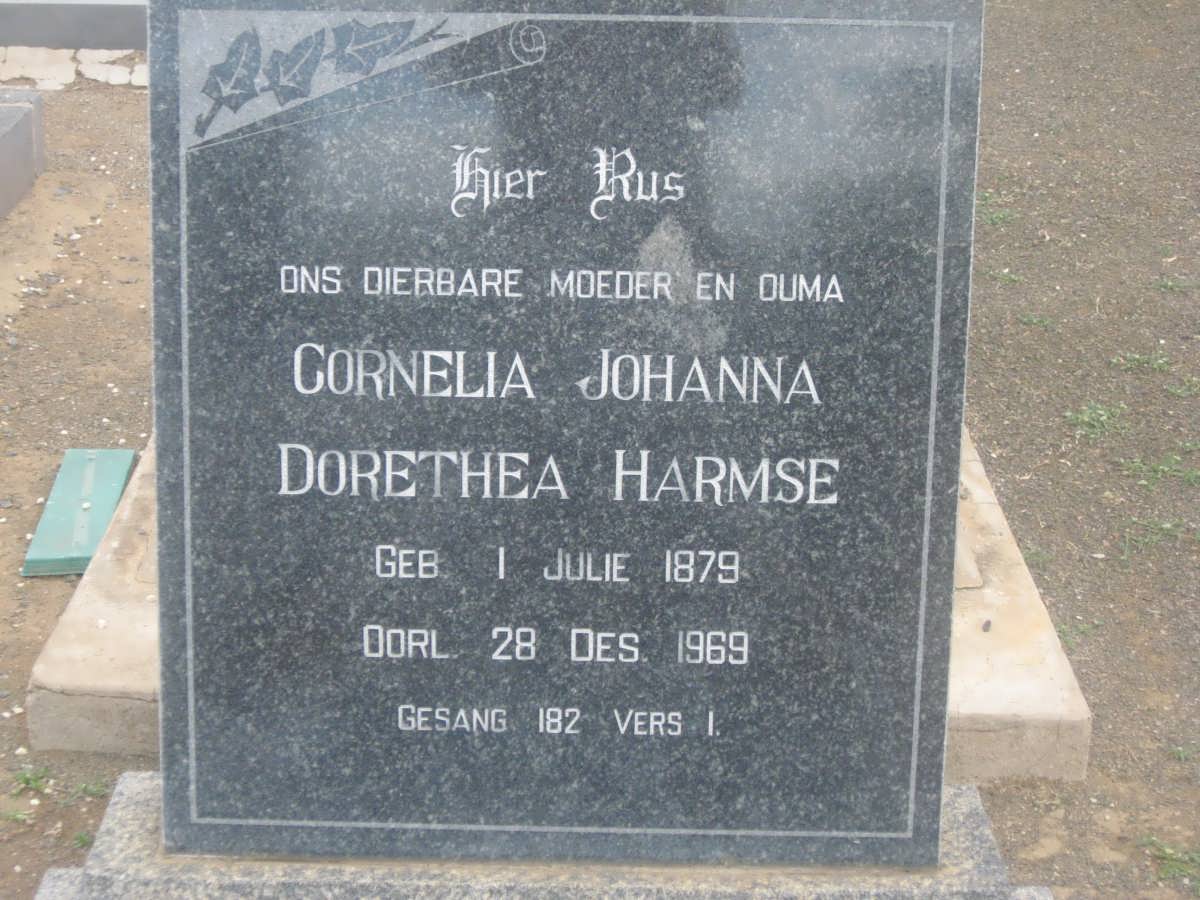 Hier Rus
ONS DIERBARE MOEDER EN OUMA
CORNELIA JOHANNA
DORETHEA HARMSE
GEB. 1 JULIE 1879
OORL. 28 DES. 1969
GESANG 182 VERS 1.